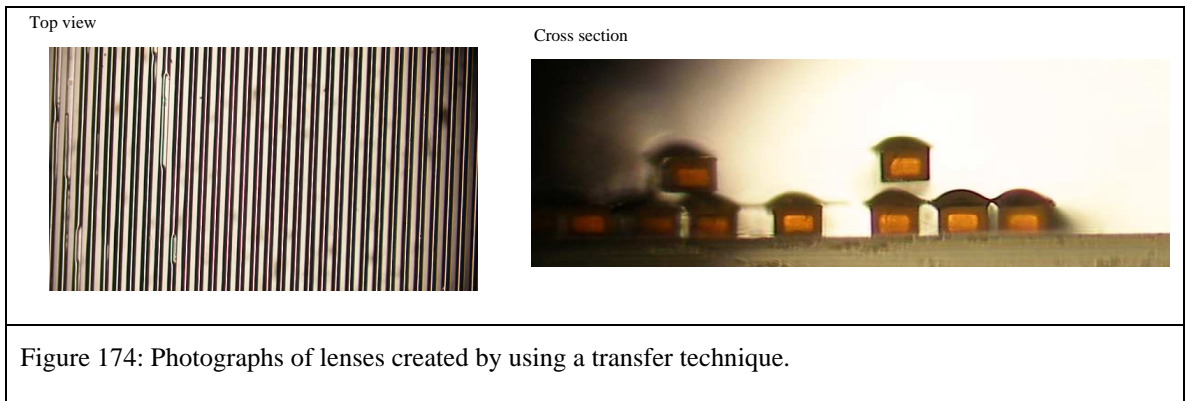 Top view
Cross section
Figure 174: Photographs of lenses created by using a transfer technique.